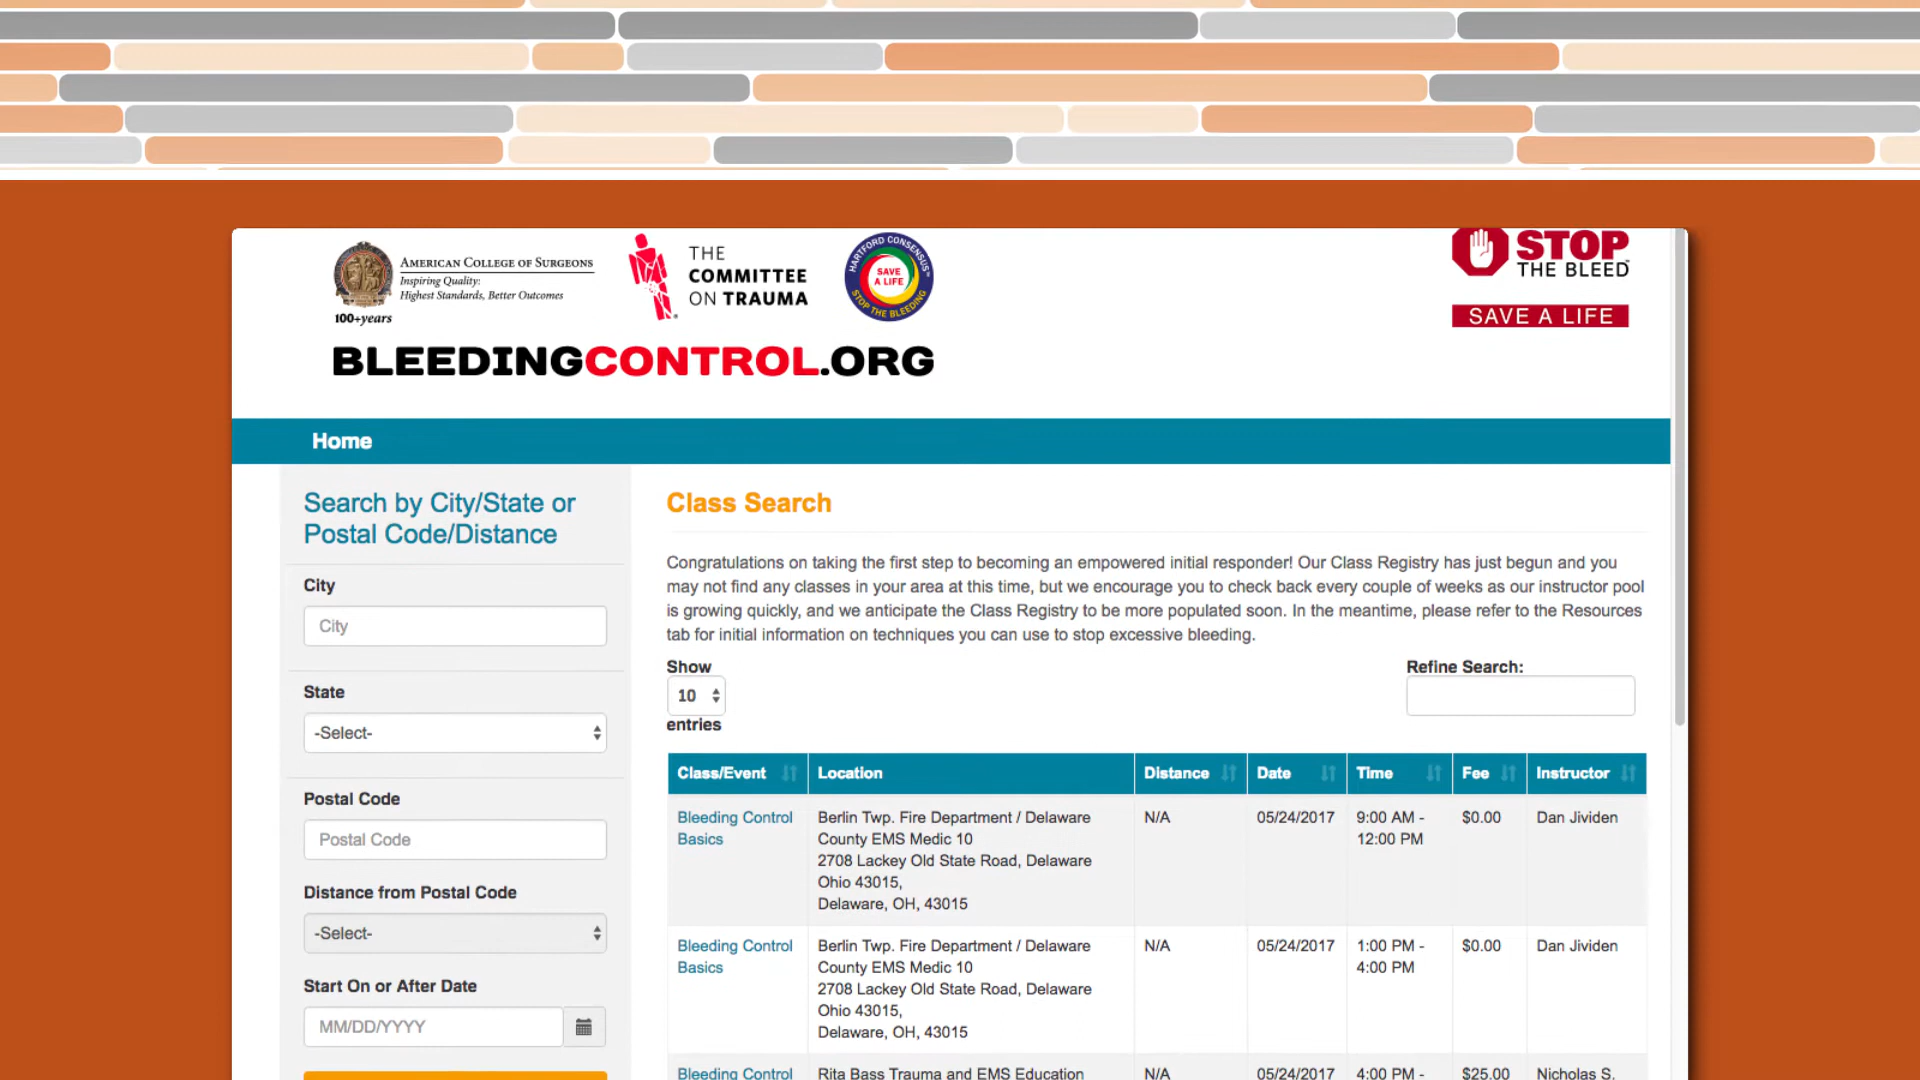 AMERICAN COLLEGE OF SURGEONS
Inspiring Quality:
Highest Standards, Better Outcomes
100+years
THE
COMMITTEE
ON TRAUMA
HARTFORD CONSENSUS
SAVE
A LIFE
STOP THE BLEEDING
STOP
THE BLEED
SAVE A LIFE
BLEEDINGCONTROL.ORG
Home
Search by City/State or
Postal Code/Distance
City
City
State
-Select-
Postal Code
Postal Code
Distance from Postal Code
-Select-
Start On or After Date
MM/DD/YYYY
Class Search
Congratulations on taking the first step to becoming an empowered initial responder! Our Class Registry has just begun and you
may not find any classes in your area at this time, but we encourage you to check back every couple of weeks as our instructor pool
is growing quickly, and we anticipate the Class Registry to be more populated soon. In the meantime, please refer to the Resources
tab for initial information on techniques you can use to stop excessive bleeding.
Show
10
entries
Refine Search:
Class/Event Location Distance Date Time Fee Instructor
Bleeding Control Berlin Twp. Fire Department / Delaware N/A 05/24/2017 9:00 AM - $0.00 Dan Jividen
Basics County EMS Medic 10 12:00 PM
2708 Lackey Old State Road, Delaware
Ohio 43015,
Delaware, OH, 43015
Bleeding Control Berlin Twp. Fire Department / Delaware N/A 05/24/2017 1:00 PM - $0.00 Dan Jividen
Basics County EMS Medic 10 4:00 PM
2708 Lackey Old State Road, Delaware
Ohio 43015,
Delaware, OH, 43015
Bleeding Control Rita Bass Trauma and EMS Education N/A 05/24/2017 4:00 PM - $25.00 Nicholas S.